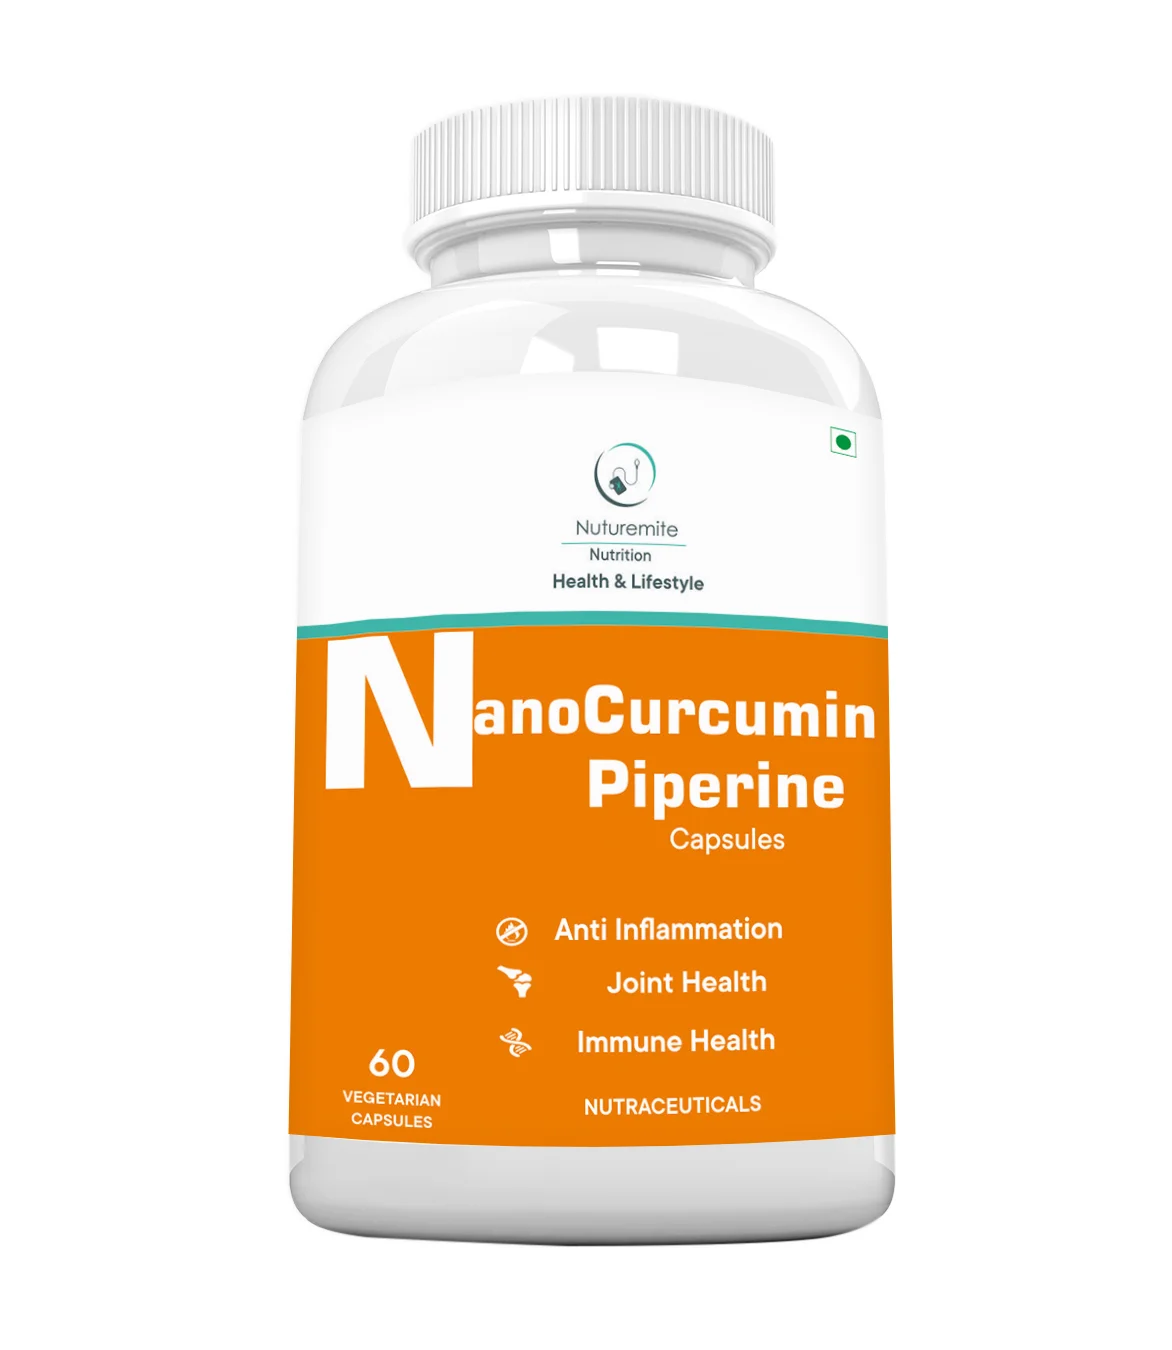 Nuturemite
Nutrition
Health & Lifestyle
NanoCurcumin
Piperine
Capsules
Anti Inflammation
Joint Health
Immune Health
60
VEGETARIAN
CAPSULES
NUTRACEUTICALS